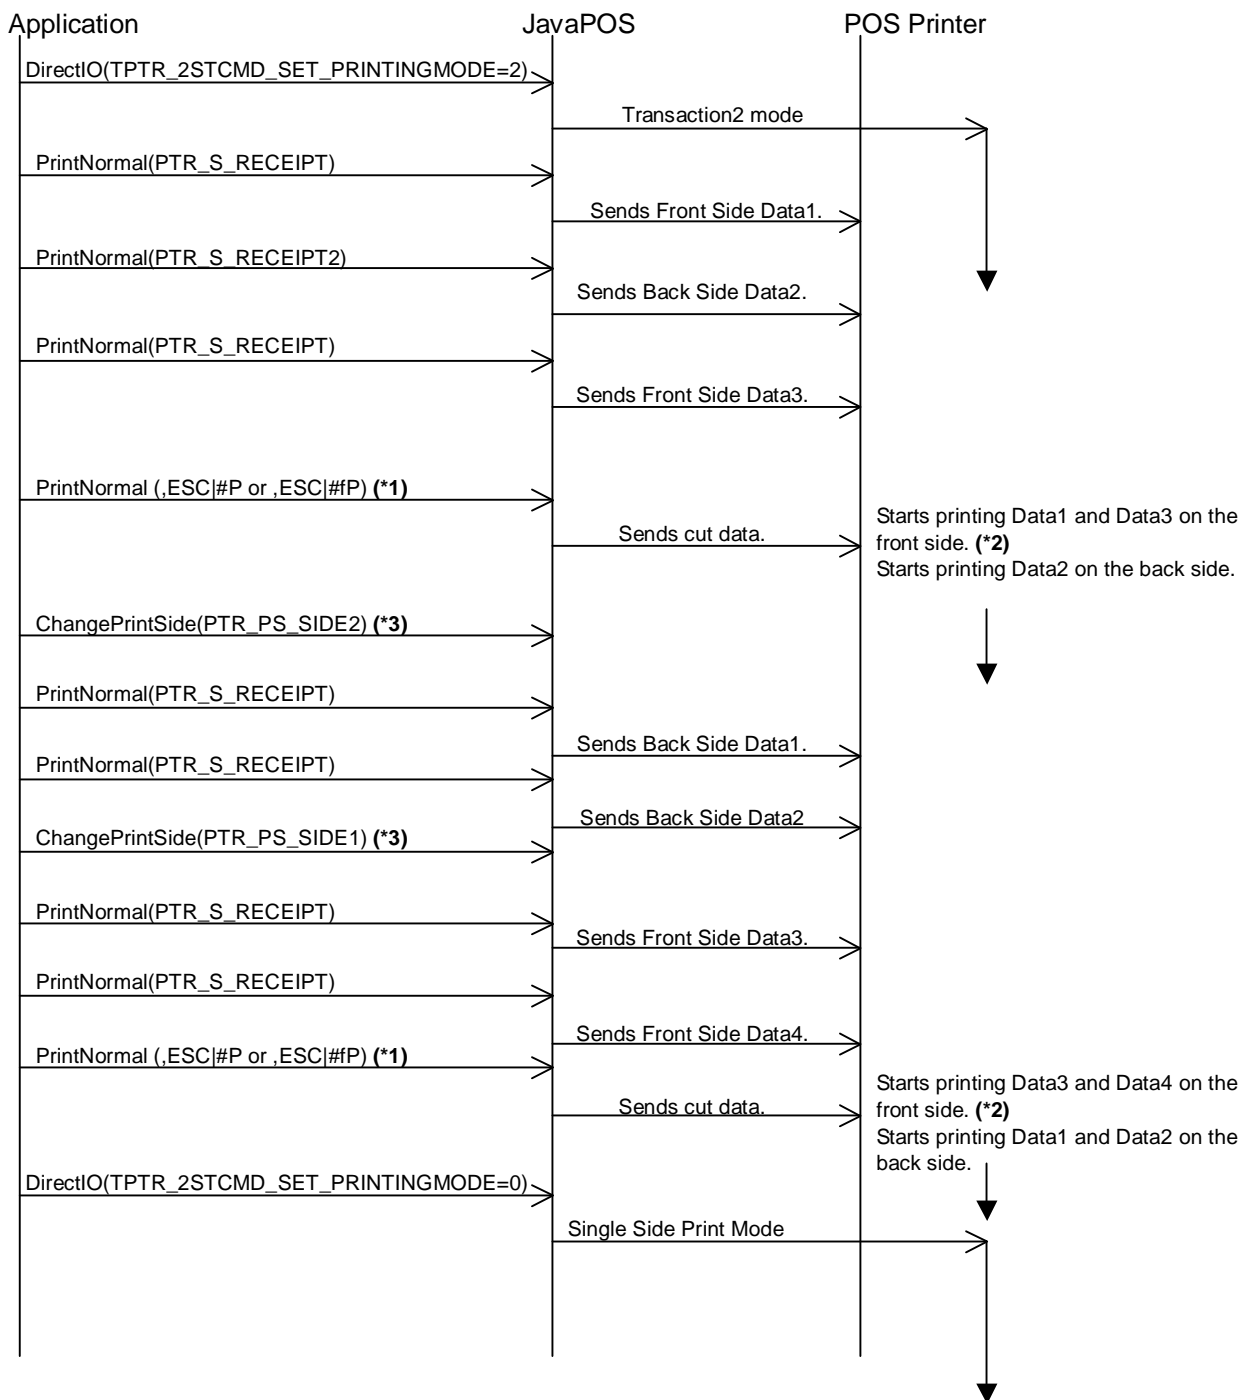 Application JavaPOS POS Printer
DirectIO(TPTR_2STCMD_SET_PRINTINGMODE=2)
Transaction2 mode
PrintNormal(PTR_S_RECEIPT)
Sends Front Side Data1.
PrintNormal(PTR_S_RECEIPT2)
Sends Back Side Data2.
PrintNormal(PTR_S_RECEIPT)
Sends Front Side Data3.
PrintNormal (,ESC|#P or ,ESC|#fP) (*1)
Sends cut data.
Starts printing Data1 and Data3 on the
front side. (*2)
Starts printing Data2 on the back side.
ChangePrintSide(PTR_PS_SIDE2) (*3)
PrintNormal(PTR_S_RECEIPT)
Sends Back Side Data1.
PrintNormal(PTR_S_RECEIPT)
Sends Back Side Data2
ChangePrintSide(PTR_PS_SIDE1) (*3)
PrintNormal(PTR_S_RECEIPT)
Sends Front Side Data3.
PrintNormal(PTR_S_RECEIPT)
Sends Front Side Data4.
PrintNormal (,ESC|#P or ,ESC|#fP) (*1)
Sends cut data.
Starts printing Data3 and Data4 on the
front side. (*2)
Starts printing Data1 and Data2 on the
back side.
DirectIO(TPTR_2STCMD_SET_PRINTINGMODE=0)
Single Side Print Mode